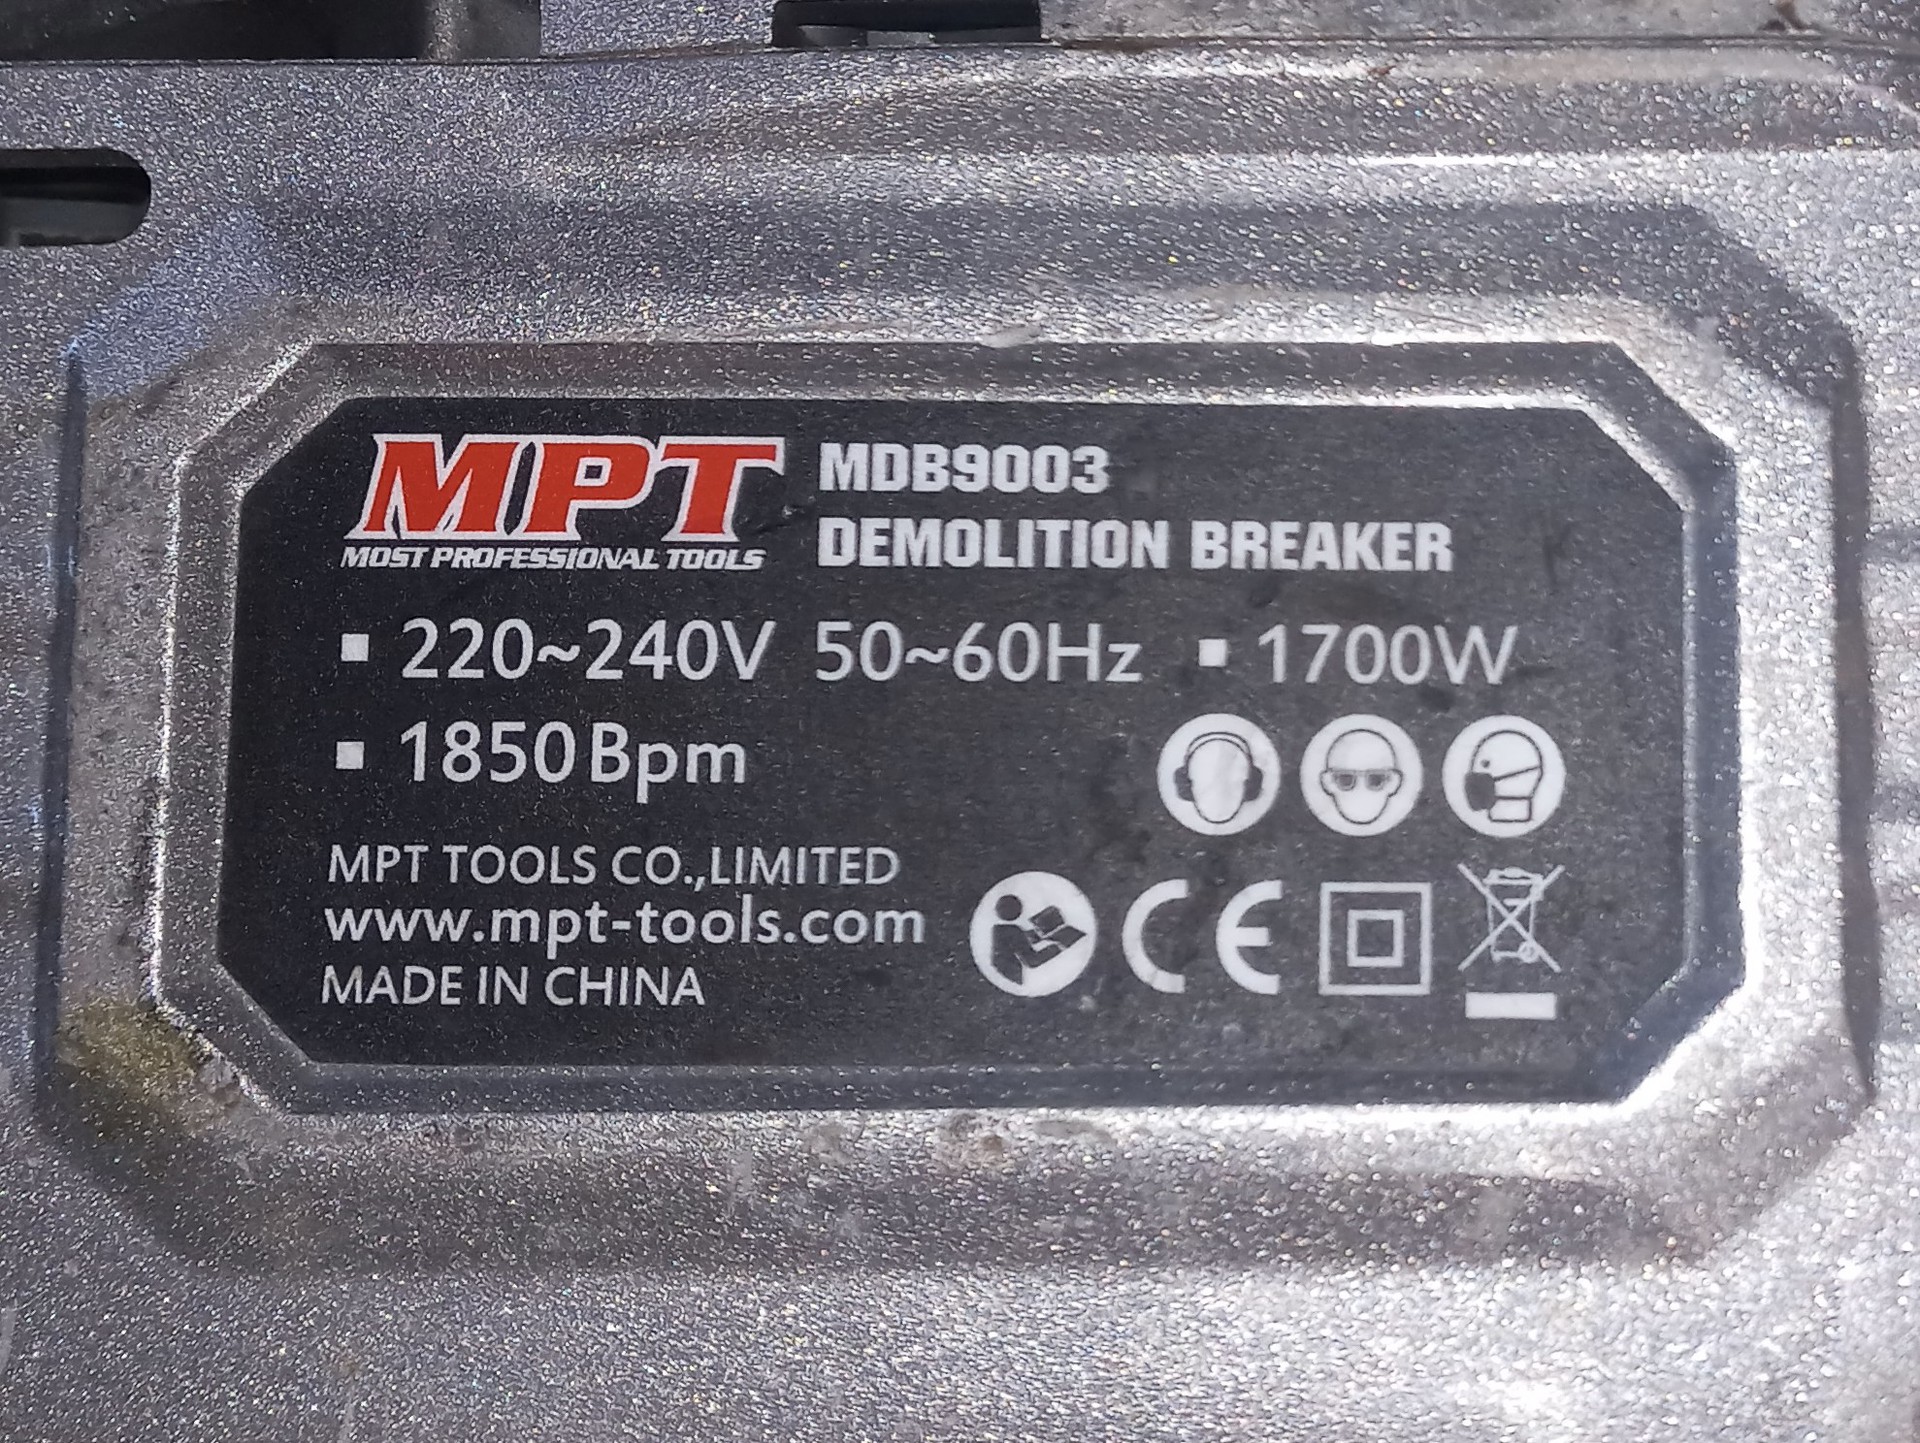 MPT
MOST PROFESSIONAL TOOLS
MDB9003
DEMOLITION BREAKER
▪ 220~240V 50~60Hz ▪ 1700W
▪ 1850Bpm
MPT TOOLS CO.,LIMITED
www.mpt-tools.com
MADE IN CHINA
CE